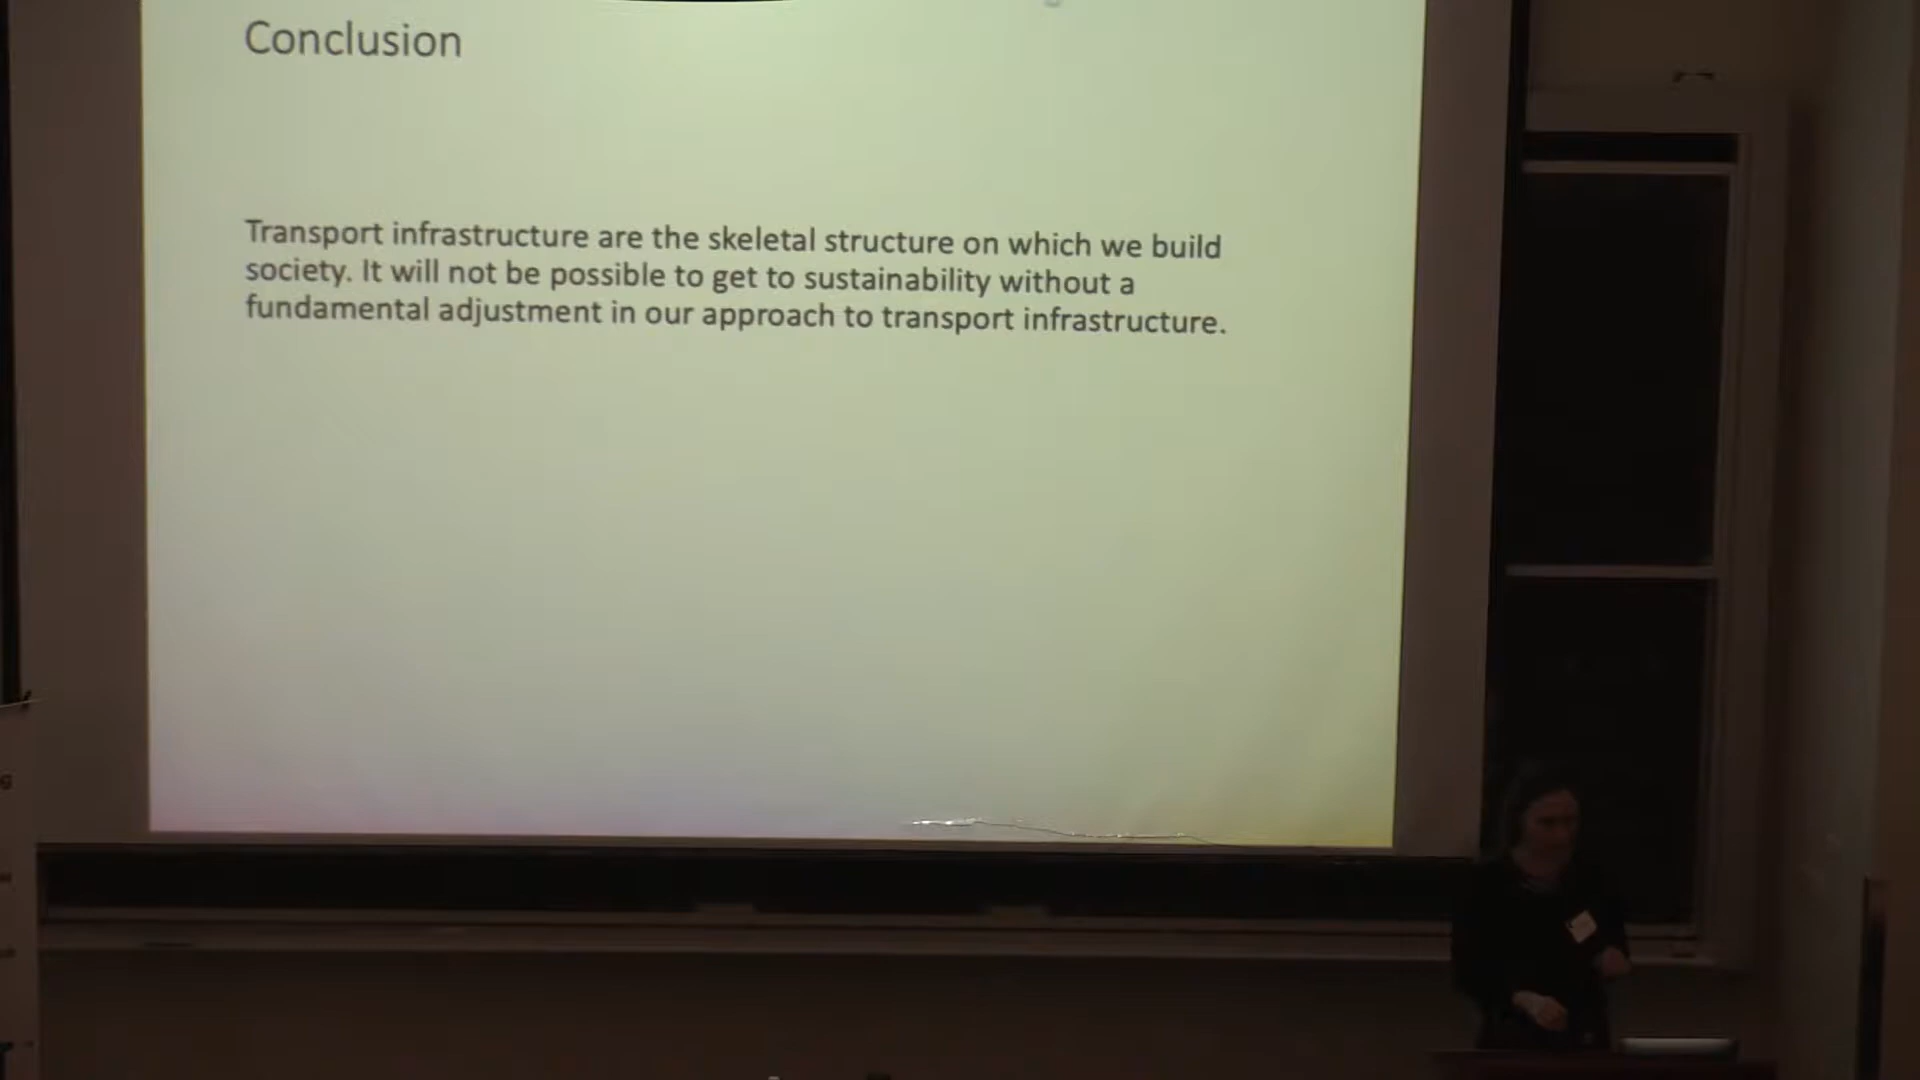 Conclusion
Transport infrastructure are the skeletal structure on which we build
society. It will not be possible to get to sustainability without a
fundamental adjustment in our approach to transport infrastructure.